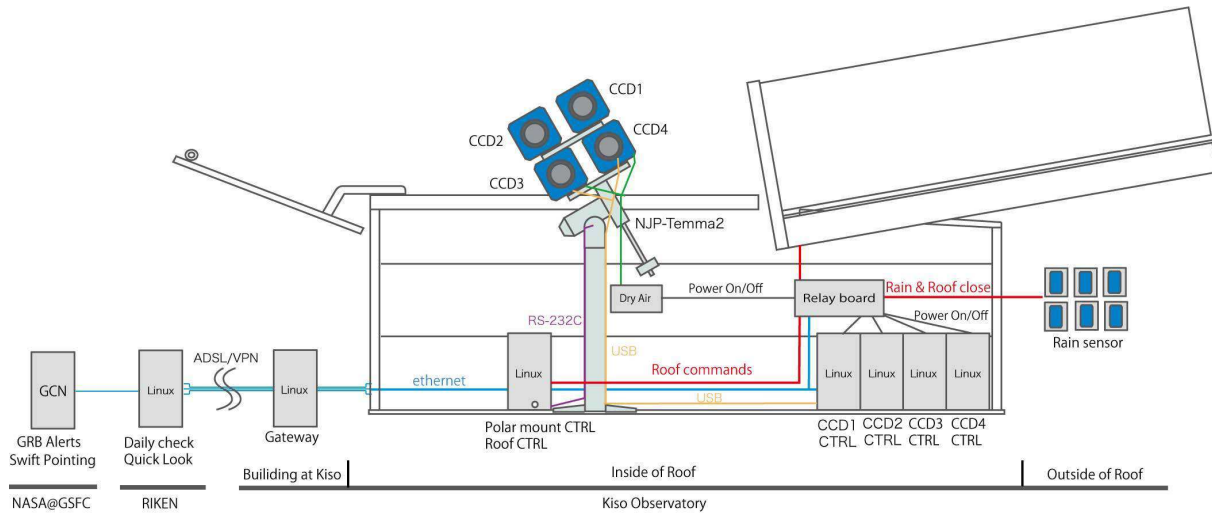 CCD1
CCD4
CCD2
CCD3
NJP-Temma2
Dry Air
Power On/Off
Relay board
Rain & Roof close
Power On/Off
Rain sensor
RS-232C
USB
ADSL/VPN
GCN
Linux
Linux
ethernet
Linux
Roof commands
USB
Linux
Linux
Linux
Linux
GRB Alerts
Swift Pointing
Daily check
Quick Look
Gateway
Polar mount CTRL
Roof CTRL
CCD1
CTRL
CCD2
CTRL
CCD3
CTRL
CCD4
CTRL
Builiding at Kiso
Inside of Roof
Outside of Roof
NASA@GSFC
RIKEN
Kiso Observatory